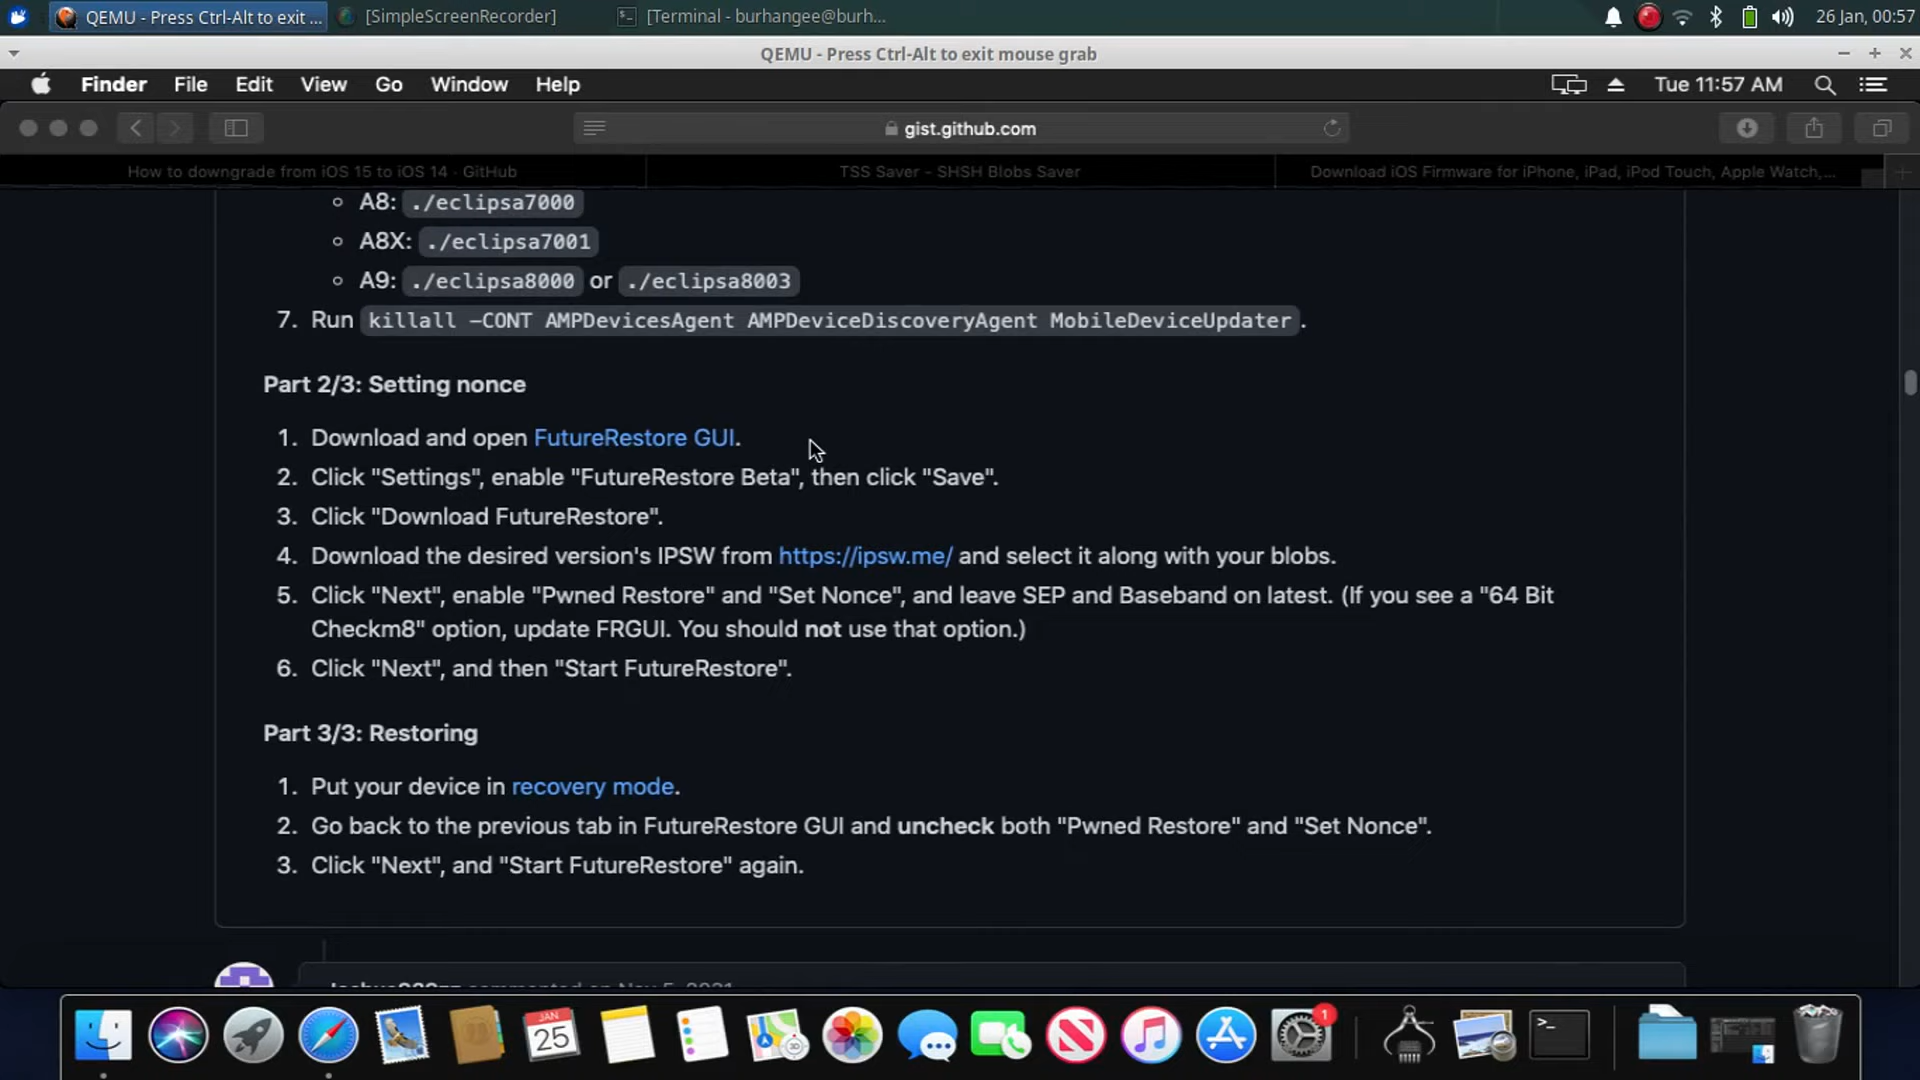 QEMU - Press Ctrl-Alt to exit ...
[SimpleScreenRecorder]
[Terminal - burhangee@burh...
26 Jan, 00:57
QEMU - Press Ctrl-Alt to exit mouse grab
Finder File Edit View Go Window Help
Tue 11:57 AM
gist.github.com
How to downgrade from iOS 15 to iOS 14 · GitHub
TSS Saver - SHSH Blobs Saver
Download iOS Firmware for iPhone, iPad, iPod Touch, Apple Watch,...
A8: ./eclipsa7000
A8X: ./eclipsa7001
A9: ./eclipsa8000 or ./eclipsa8003
7. Run killall -CONT AMPDevicesAgent AMPDeviceDiscoveryAgent MobileDeviceUpdater.
Part 2/3: Setting nonce
1. Download and open FutureRestore GUI.
2. Click "Settings", enable "FutureRestore Beta", then click "Save".
3. Click "Download FutureRestore".
4. Download the desired version's IPSW from https://ipsw.me/ and select it along with your blobs.
5. Click "Next", enable "Pwned Restore" and "Set Nonce", and leave SEP and Baseband on latest. (If you see a "64 Bit
Checkm8" option, update FRGUI. You should not use that option.)
6. Click "Next", and then "Start FutureRestore".
Part 3/3: Restoring
1. Put your device in recovery mode.
2. Go back to the previous tab in FutureRestore GUI and uncheck both "Pwned Restore" and "Set Nonce".
3. Click "Next", and "Start FutureRestore" again.
commented on Nov 5, 2021
JAN
25
1